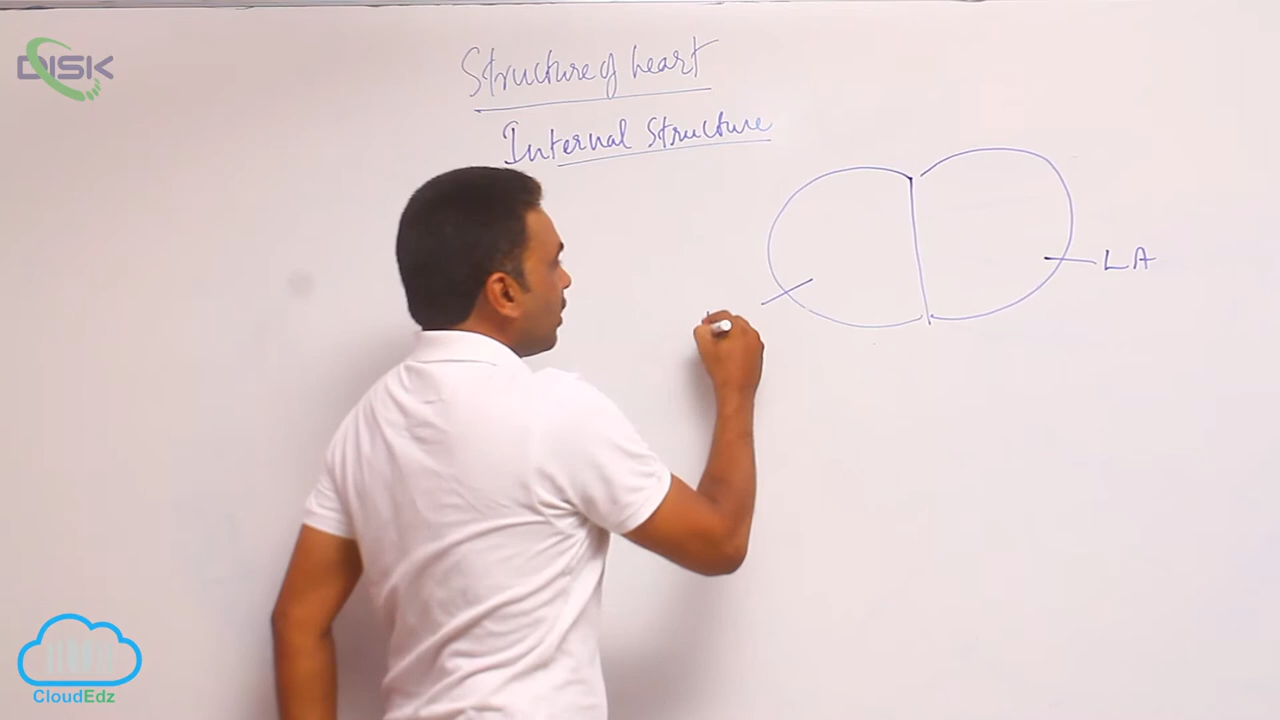 DISK
Structure of heart
Internal Structure
LA
CloudEdz